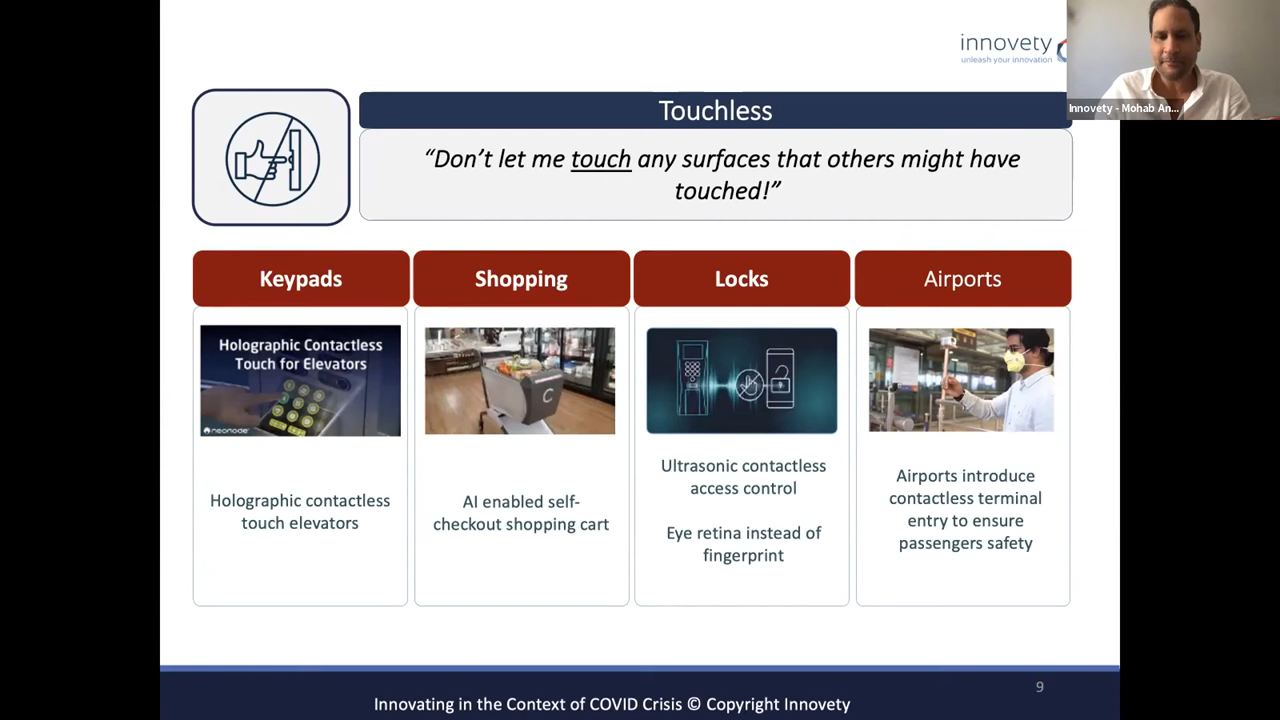 innovety
unleash your innovation
Innovety - Mohab An...
Touchless
“Don’t let me touch any surfaces that others might have
touched!”
Keypads
Shopping
Locks
Airports
Holographic Contactless
Touch for Elevators
neonode
C
Holographic contactless
touch elevators
AI enabled self-
checkout shopping cart
Ultrasonic contactless
access control
Eye retina instead of
fingerprint
Airports introduce
contactless terminal
entry to ensure
passengers safety
9
Innovating in the Context of COVID Crisis © Copyright Innovety